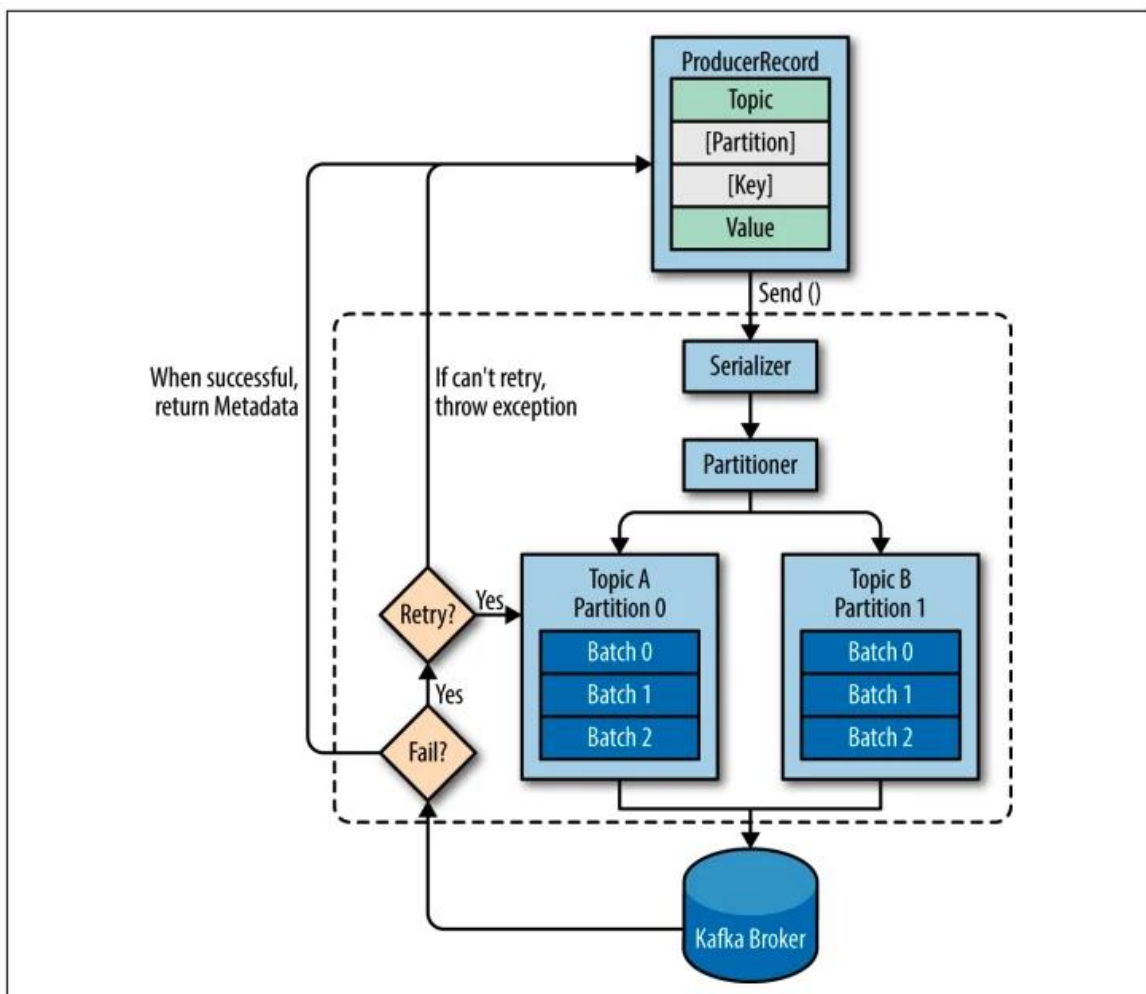 ProducerRecord
Topic
[Partition]
[Key]
Value
Send ()
Serializer
When successful,
return Metadata
If can't retry,
throw exception
Partitioner
Topic A
Partition 0
Batch 0
Batch 1
Batch 2
Topic B
Partition 1
Batch 0
Batch 1
Batch 2
Retry?
Yes
Yes
Fail?
Kafka Broker